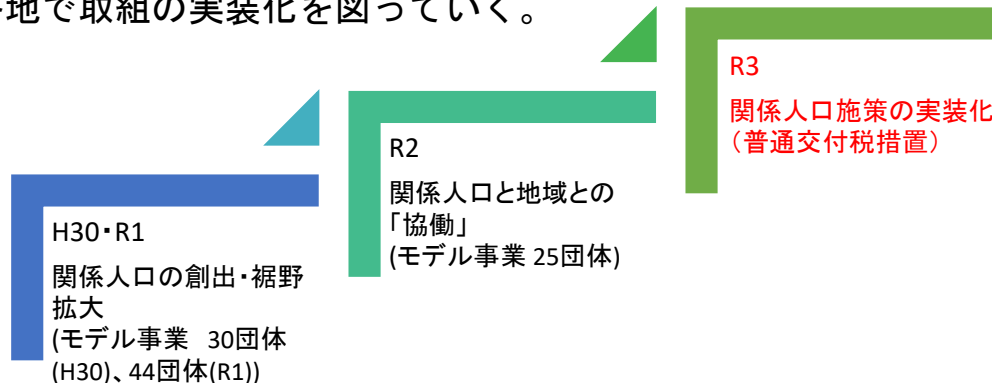 各地で取組の実装化を図っていく。
H30・R1
関係人口の創出・裾野
拡大
(モデル事業　30団体
(H30)、44団体(R1))
R2
関係人口と地域との
「協働」
(モデル事業 25団体)
R3
関係人口施策の実装化
（普通交付税措置）